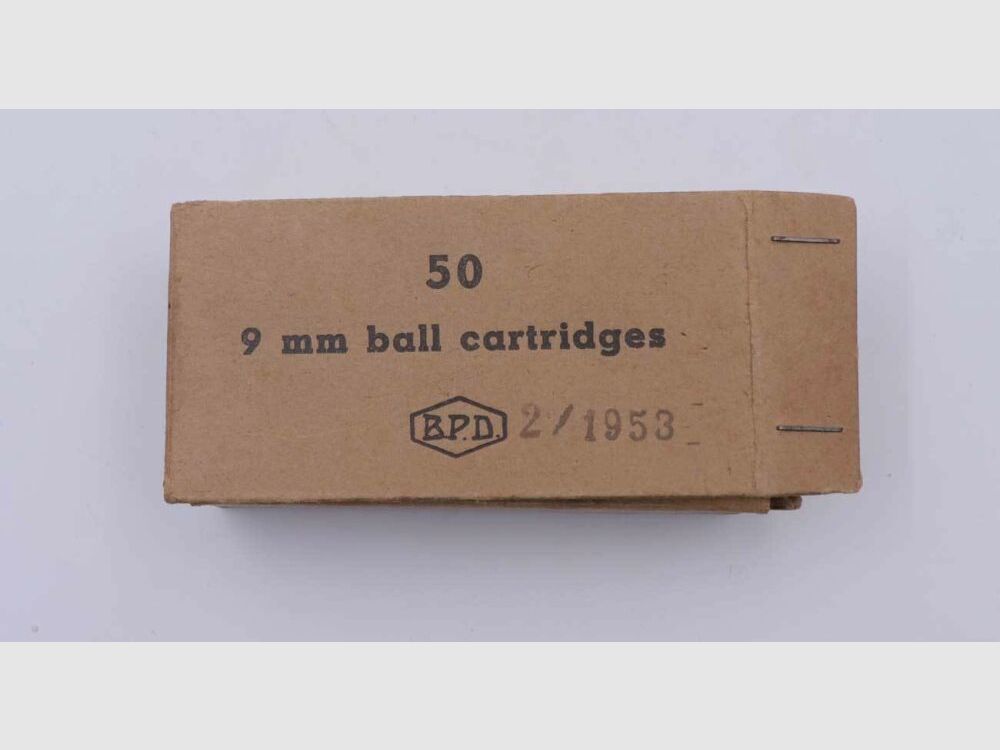 50
9 mm ball cartridges
B.P.D. 2/1953